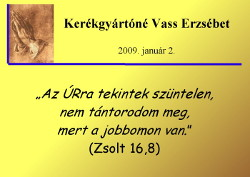 Kerékgyártóné Vass Erzsébet
2009. január 2.
„Az ÚRra tekintek szüntelen,
nem tántorodom meg,
mert a jobbomon van."
(Zsolt 16,8)